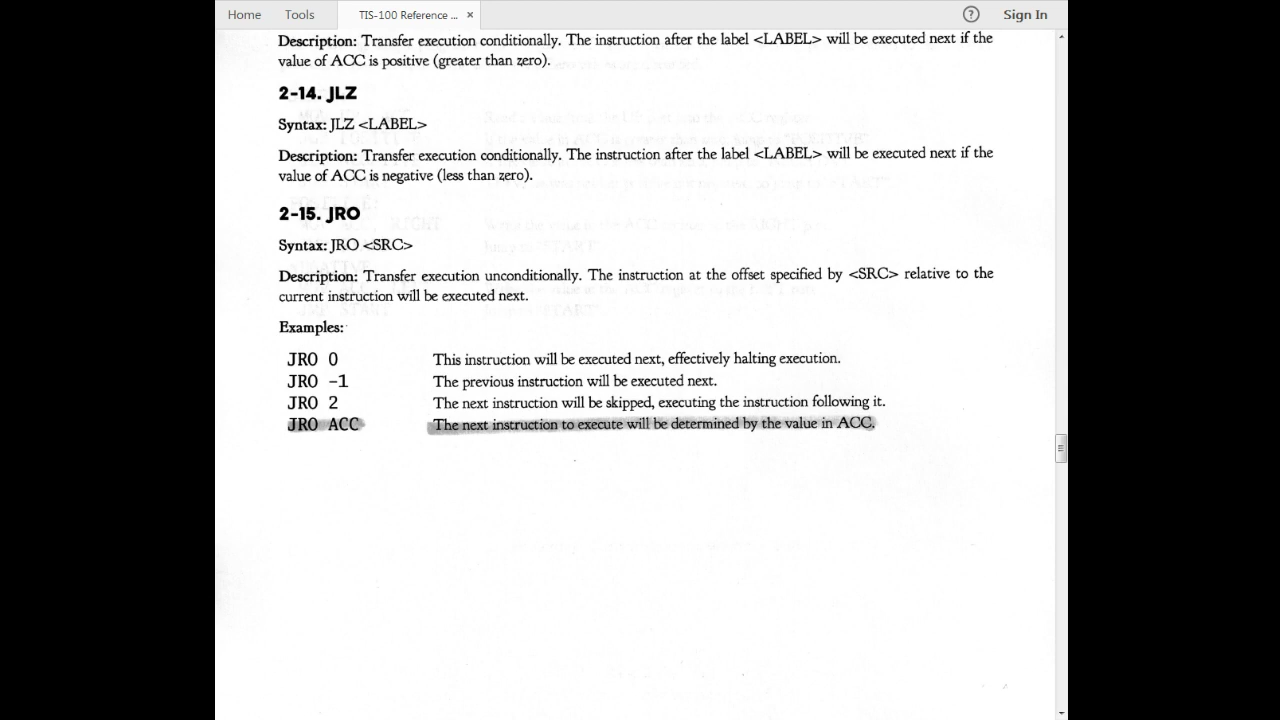 Home Tools TIS-100 Reference ... × ? Sign In
Description: Transfer execution conditionally. The instruction after the label <LABEL> will be executed next if the
value of ACC is positive (greater than zero).
2-14. JLZ
Syntax: JLZ <LABEL>
Description: Transfer execution conditionally. The instruction after the label <LABEL> will be executed next if the
value of ACC is negative (less than zero).
2-15. JRO
Syntax: JRO <SRC>
Description: Transfer execution unconditionally. The instruction at the offset specified by <SRC> relative to the
current instruction will be executed next.
Examples:
JRO 0 This instruction will be executed next, effectively halting execution.
JRO -1 The previous instruction will be executed next.
JRO 2 The next instruction will be skipped, executing the instruction following it.
JRO ACC The next instruction to execute will be determined by the value in ACC.